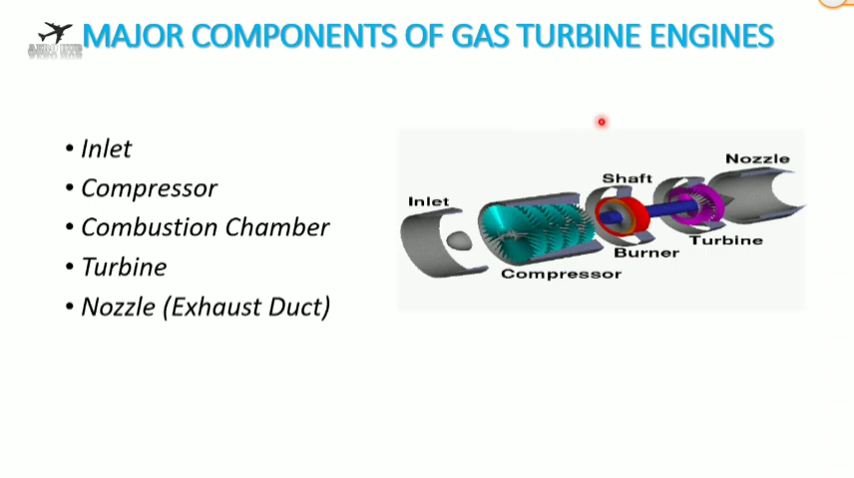 MAJOR COMPONENTS OF GAS TURBINE ENGINES
• Inlet
• Compressor
• Combustion Chamber
• Turbine
• Nozzle (Exhaust Duct)
Nozzle
Shaft
Inlet
Turbine
Burner
Compressor